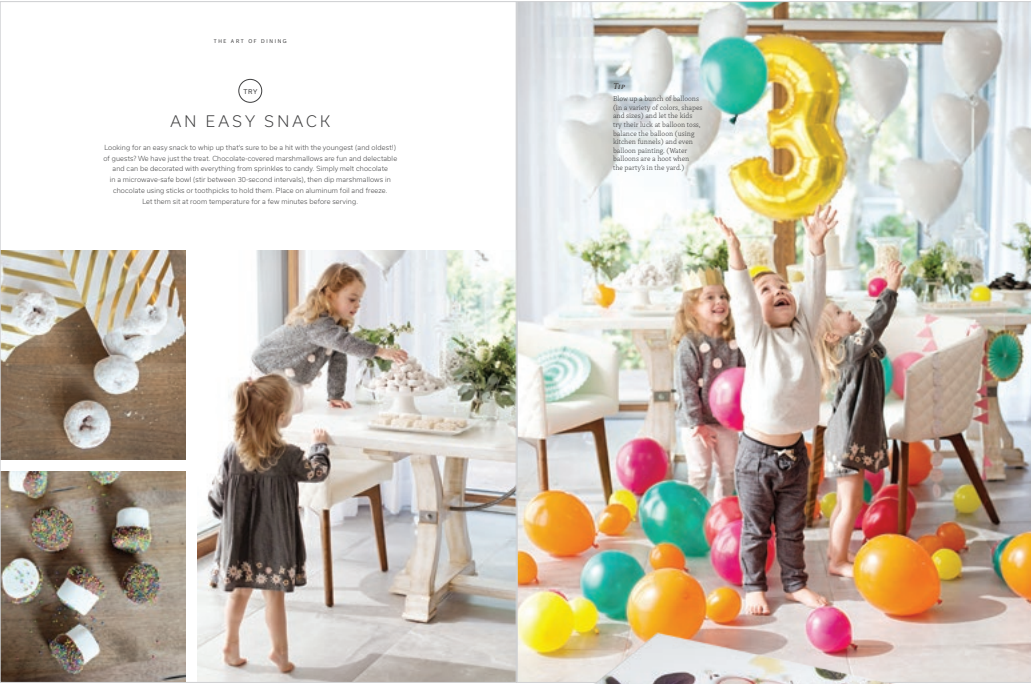 THE ART OF DINING
TRY
AN EASY SNACK
Looking for an easy snack to whip up that's sure to be a hit with the youngest (and oldest!)
of guests? We have just the treat. Chocolate-covered marshmallows are fun and delectable
and can be decorated with everything from sprinkles to candy. Simply melt chocolate
in a microwave-safe bowl (stir between 30-second intervals), then dip marshmallows in
chocolate using sticks or toothpicks to hold them. Place on aluminum foil and freeze.
Let them sit at room temperature for a few minutes before serving.
TIP
Blow up a bunch of balloons
(in a variety of colors, shapes
and sizes) and let the kids
try their luck at balloon toss,
balance the balloon (using
kitchen funnels) and even
balloon painting. (Water
balloons are a hoot when
the party's in the yard.)
3